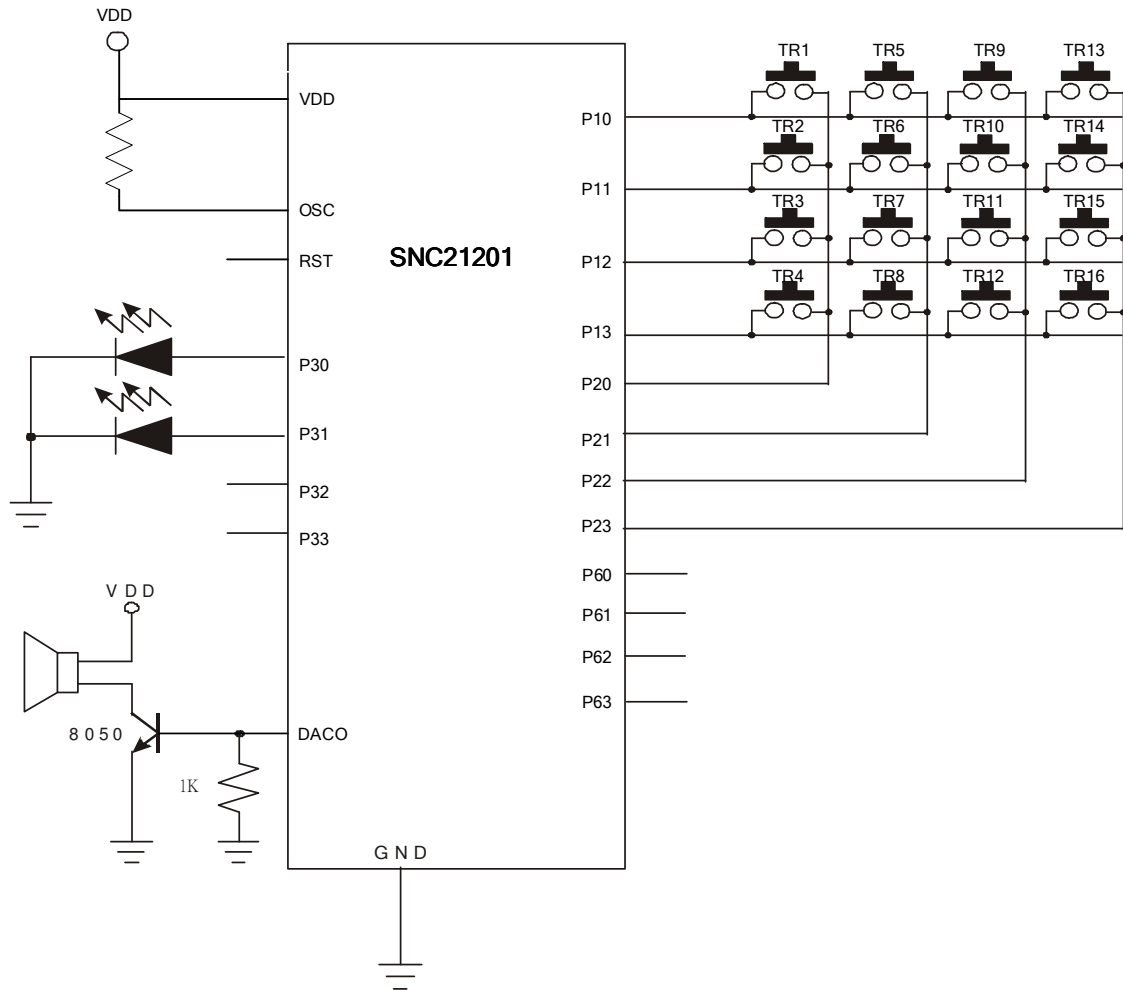 VDD
VDD
OSC
RST
P30
P31
P32
P33
V D D
8 0 5 0
DACO
1K
G N D
SNC21201
P10
P11
P12
P13
P20
P21
P22
P23
P60
P61
P62
P63
TR1 TR5 TR9 TR13
TR2 TR6 TR10 TR14
TR3 TR7 TR11 TR15
TR4 TR8 TR12 TR16